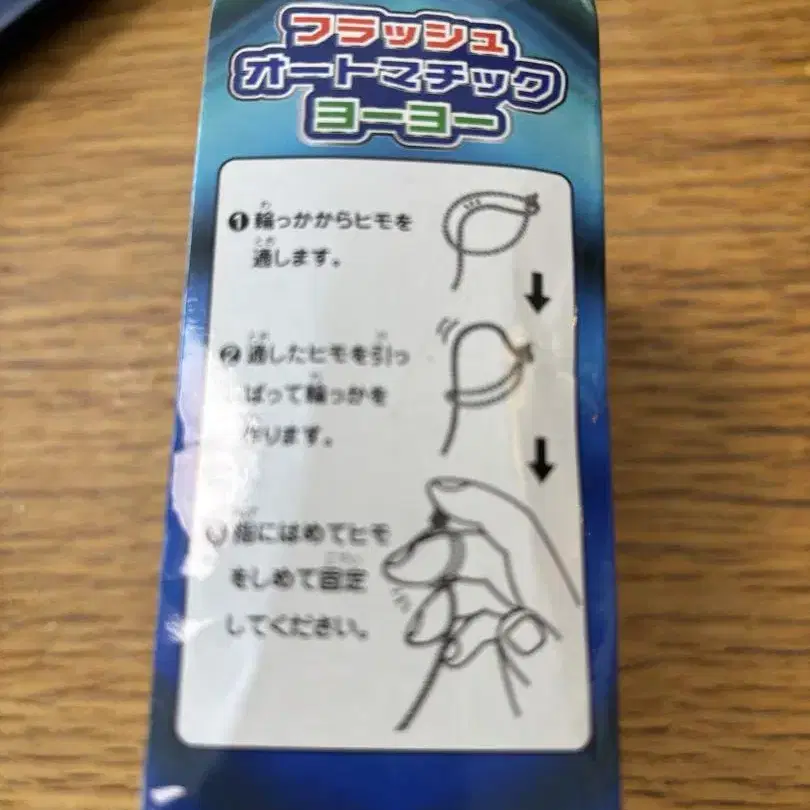 フラッシュ
オートマチック
ヨーヨー
❶輪っかからヒモを
通します。
❷通したヒモを引っ
ぱって輪っかを
作ります。
指にはめてヒモ
をしめて固定
してください。